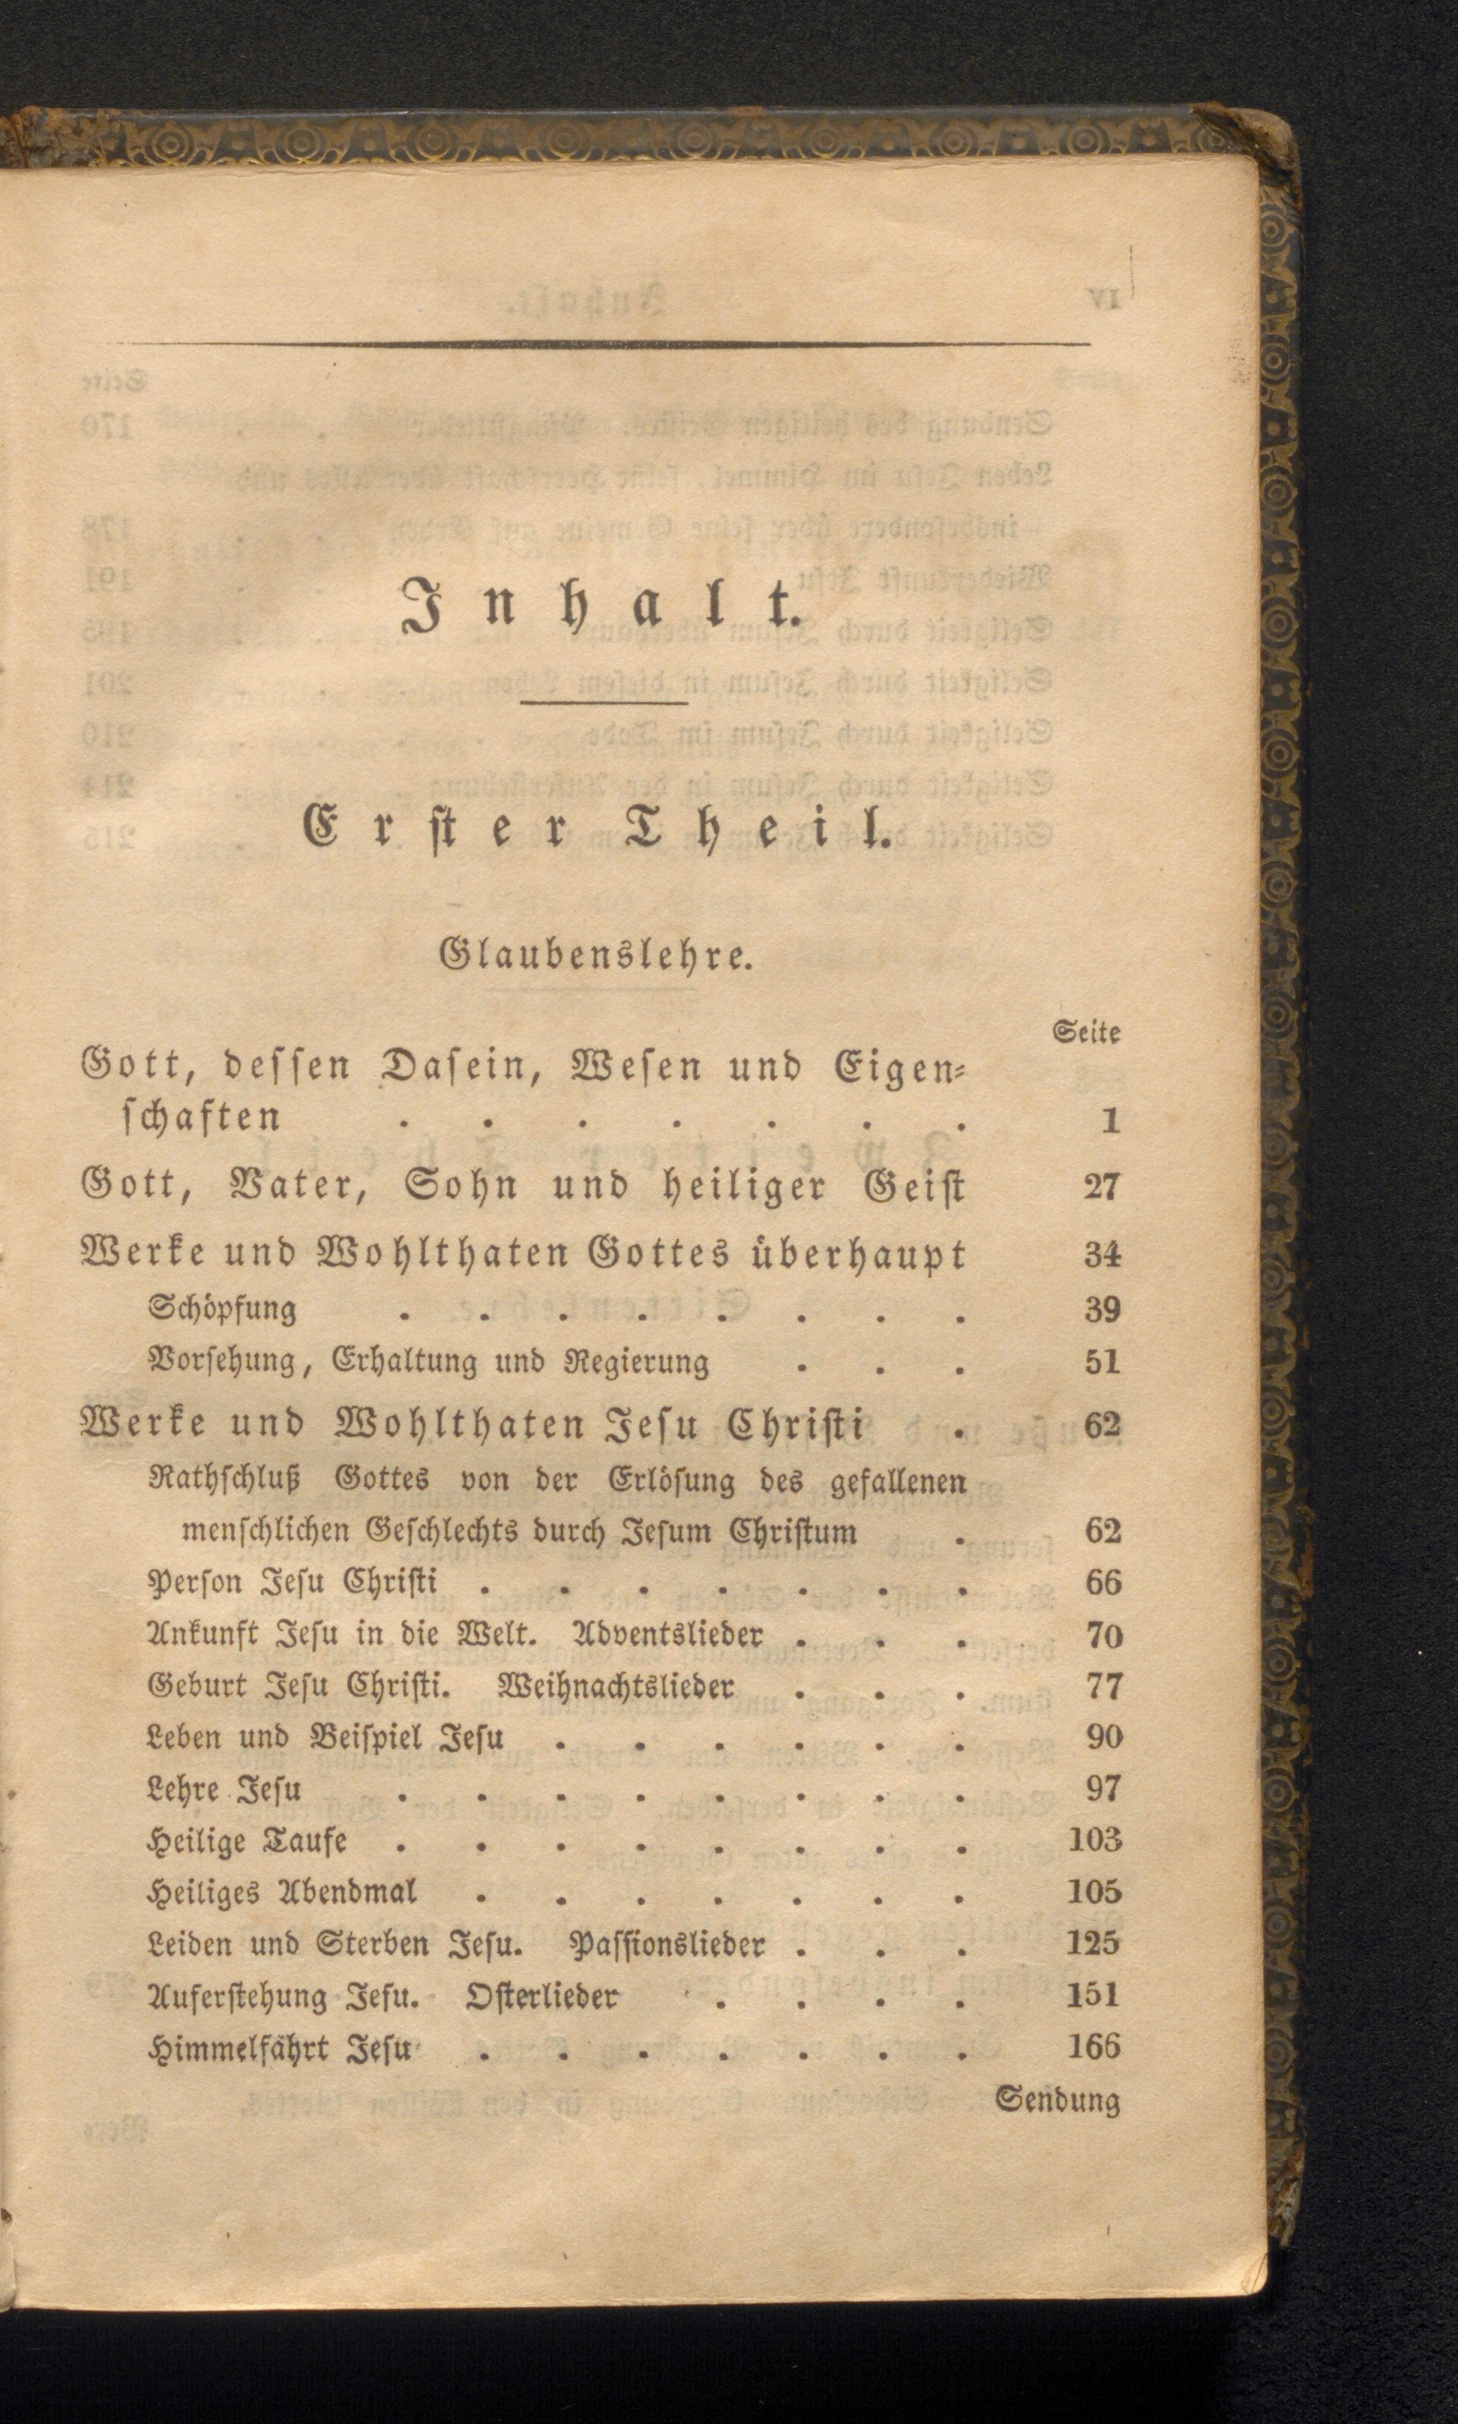 Inhalt.
Erster Theil.
Glaubenslehre.
Seite
Gott, dessen Dasein, Wesen und Eigen-
schaften . . . . . . . 1
Gott, Vater, Sohn und heiliger Geist 27
Werke und Wohlthaten Gottes überhaupt 34
Schöpfung . . . . . . . . 39
Vorsehung, Erhaltung und Regierung . . . 51
Werke und Wohlthaten Jesu Christi . 62
Rathschluß Gottes von der Erlösung des gefallenen
menschlichen Geschlechts durch Jesum Christum . 62
Person Jesu Christi . . . . . . . 66
Ankunft Jesu in die Welt. Adventslieder . . . 70
Geburt Jesu Christi. Weihnachtslieder . . . 77
Leben und Beispiel Jesu . . . . . . 90
Lehre Jesu . . . . . . . . 97
Heilige Taufe . . . . . . . . 103
Heiliges Abendmal . . . . . . . 105
Leiden und Sterben Jesu. Passionslieder . . . 125
Auferstehung Jesu. Osterlieder . . . . 151
Himmelfahrt Jesu . . . . . . . 166
Sendung